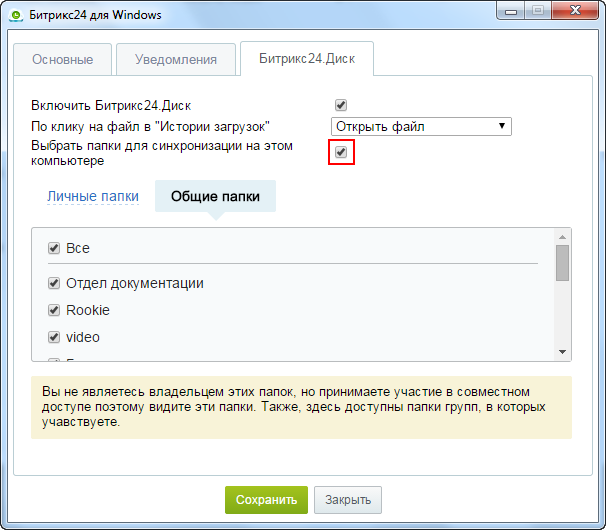 Битрикс24 для Windows
Основные
Уведомления
Битрикс24.Диск
Включить Битрикс24.Диск
По клику на файл в "Истории загрузок"
Открыть файл
Выбрать папки для синхронизации на этом
компьютере
Личные папки
Общие папки
Все
Отдел документации
Rookie
video
Вы не являетесь владельцем этих папок, но принимаете участие в совместном
доступе поэтому видите эти папки. Также, здесь доступны папки групп, в которых
учавствуете.
Сохранить
Закрыть